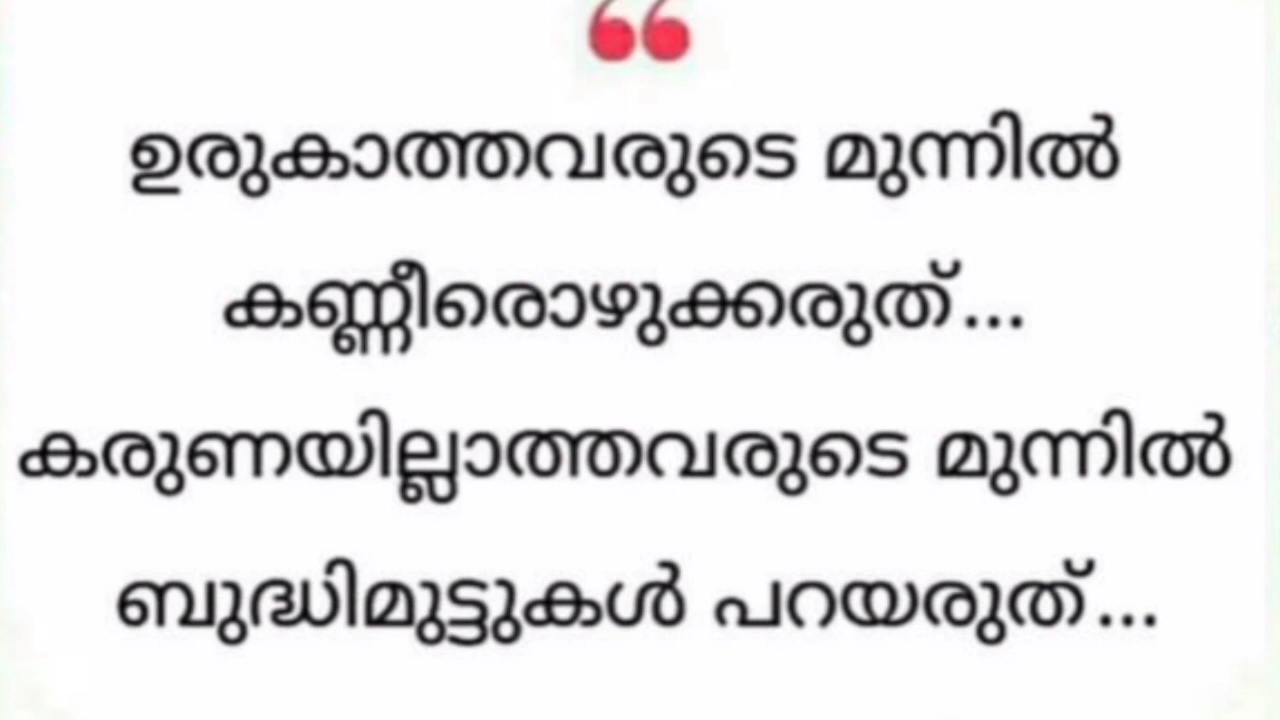 ❝
ഉരുകാത്തവരുടെ മുന്നിൽ
കണ്ണീരൊഴുക്കരുത്...
കരുണയില്ലാത്തവരുടെ മുന്നിൽ
ബുദ്ധിമുട്ടുകൾ പറയരുത്...